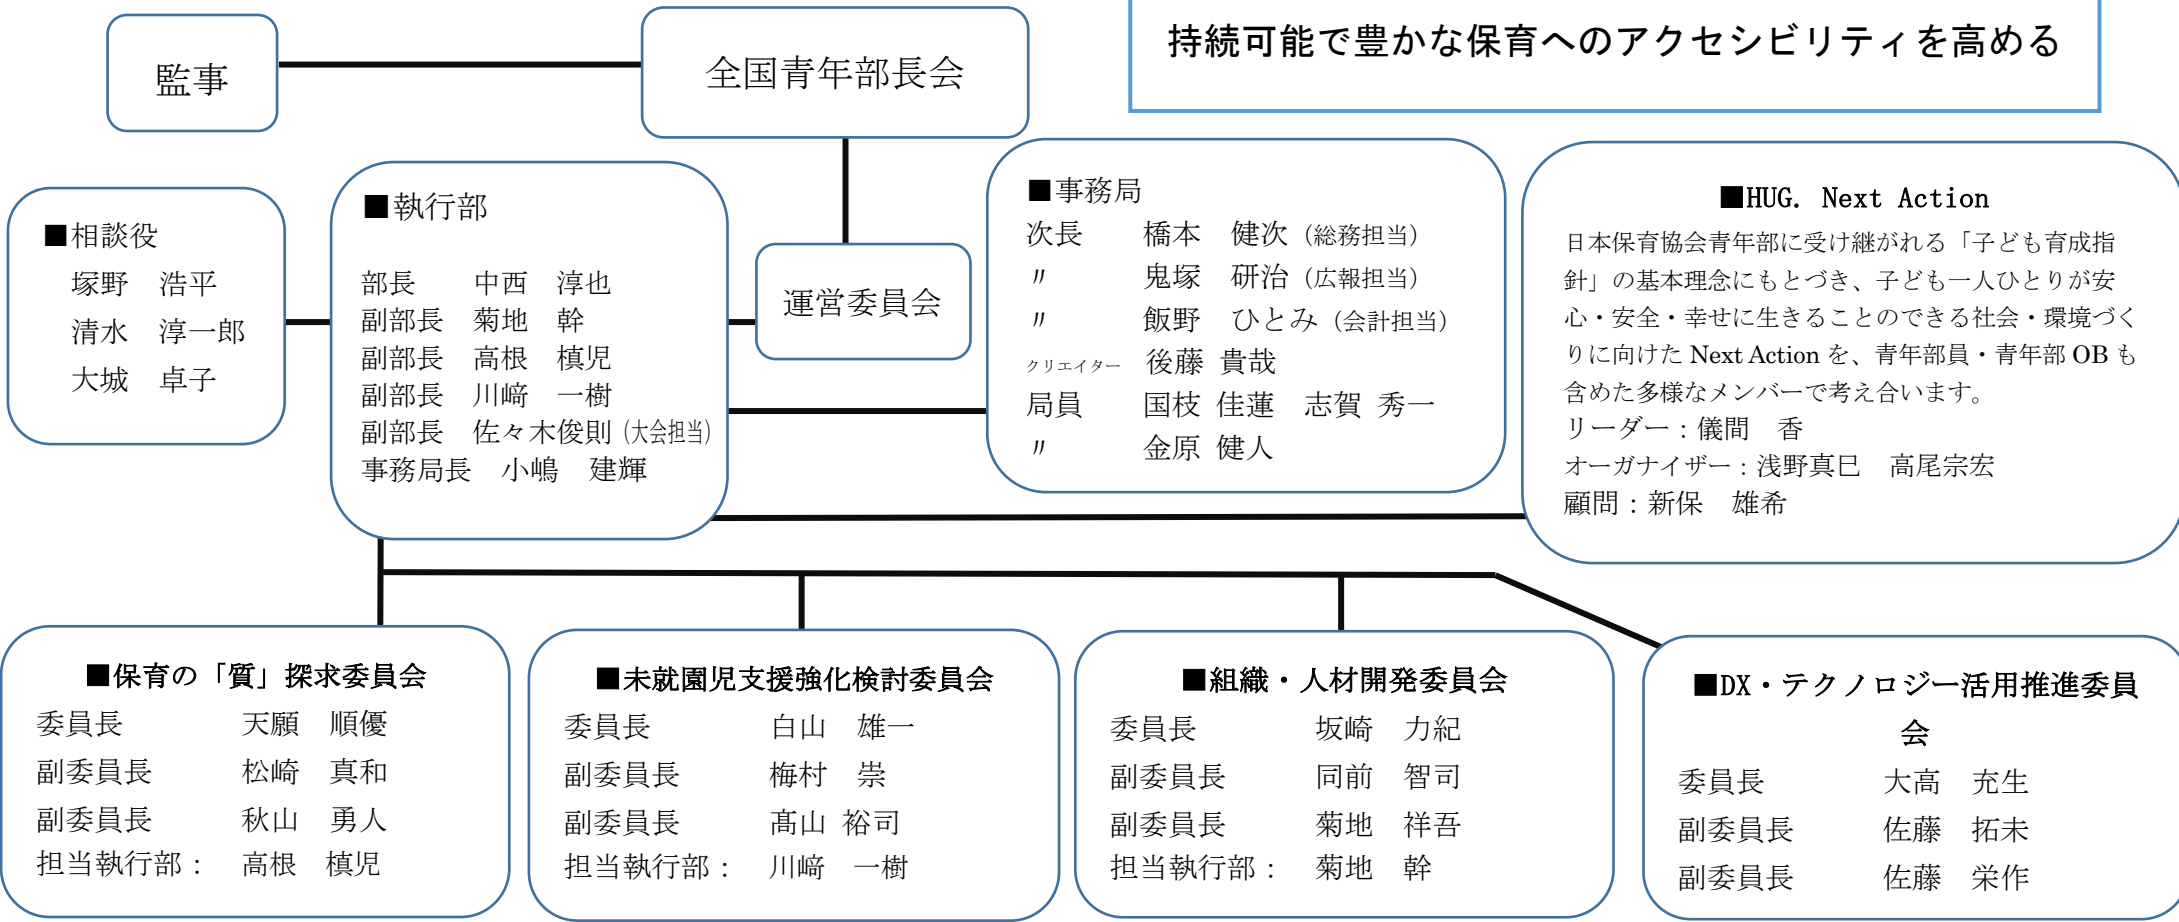 持続可能で豊かな保育へのアクセシビリティを高める
監事
全国青年部長会
■相談役
塚野　浩平
清水　淳一郎
大城　卓子
■執行部
部長　　中西　淳也
副部長　菊地　幹
副部長　高根　槙児
副部長　川﨑　一樹
副部長　佐々木俊則（大会担当）
事務局長　小嶋　建輝
運営委員会
■事務局
次長　　橋本　健次（総務担当）
〃　　　鬼塚　研治（広報担当）
〃　　　飯野　ひとみ（会計担当）
クリエイター　後藤 貴哉
局員　　国枝 佳蓮　志賀 秀一
〃　　　金原 健人
■HUG. Next Action
日本保育協会青年部に受け継がれる「子ども育成指
針」の基本理念にもとづき、子ども一人ひとりが安
心・安全・幸せに生きることのできる社会・環境づく
りに向けた Next Action を、青年部員・青年部 OB も
含めた多様なメンバーで考え合います。
リーダー：儀間　香
オーガナイザー：浅野真巳　高尾宗宏
顧問：新保　雄希
■保育の「質」探求委員会
委員長　　　天願　順優
副委員長　　松崎　真和
副委員長　　秋山　勇人
担当執行部：　高根　槙児
■未就園児支援強化検討委員会
委員長　　　白山　雄一
副委員長　　梅村　崇
副委員長　　髙山 裕司
担当執行部：　川﨑　一樹
■組織・人材開発委員会
委員長　　　坂崎　力紀
副委員長　　同前　智司
副委員長　　菊地　祥吾
担当執行部：　菊地　幹
■DX・テクノロジー活用推進委員
会
委員長　　　大高　充生
副委員長　　佐藤　拓未
副委員長　　佐藤　栄作